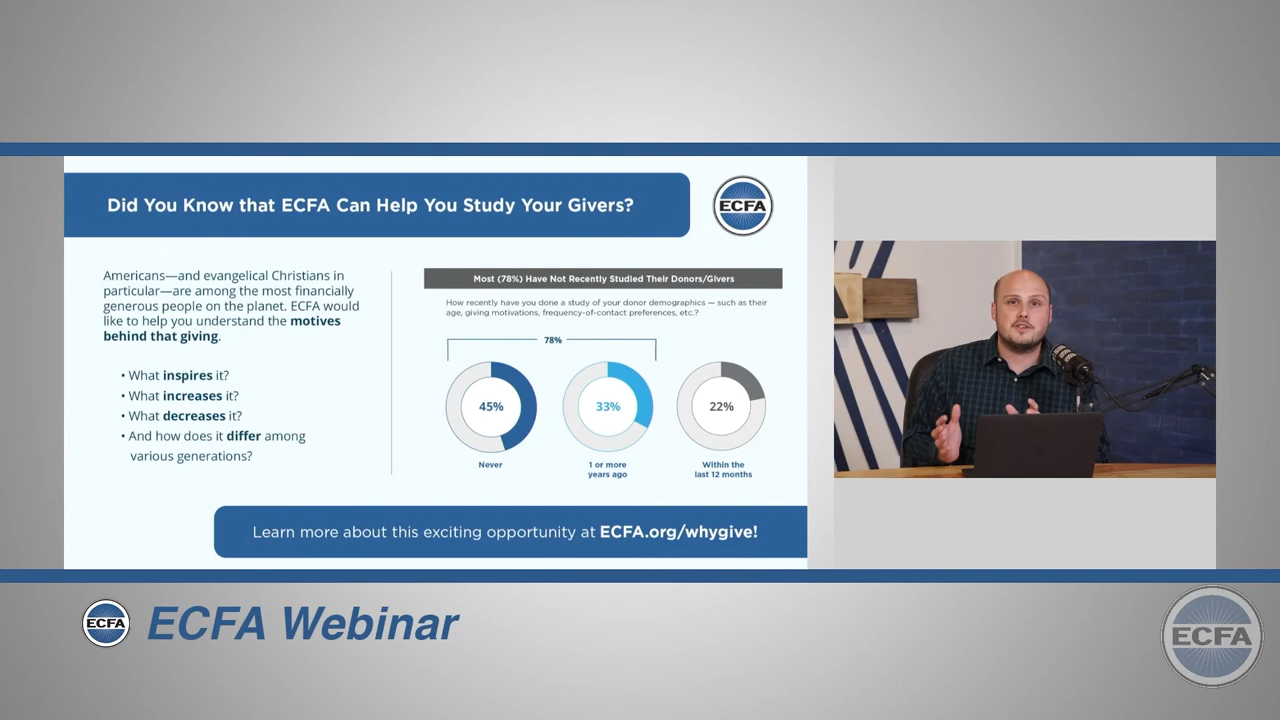 Did You Know that ECFA Can Help You Study Your Givers?
ECFA
Americans—and evangelical Christians in
particular—are among the most financially
generous people on the planet. ECFA would
like to help you understand the motives
behind that giving.
• What inspires it?
• What increases it?
• What decreases it?
• And how does it differ among
various generations?
Most (78%) Have Not Recently Studied Their Donors/Givers
How recently have you done a study of your donor demographics — such as their
age, giving motivations, frequency-of-contact preferences, etc.?
78%
45%
33%
22%
Never
1 or more
years ago
Within the
last 12 months
Learn more about this exciting opportunity at ECFA.org/whygive!
ECFA
ECFA Webinar
ECFA